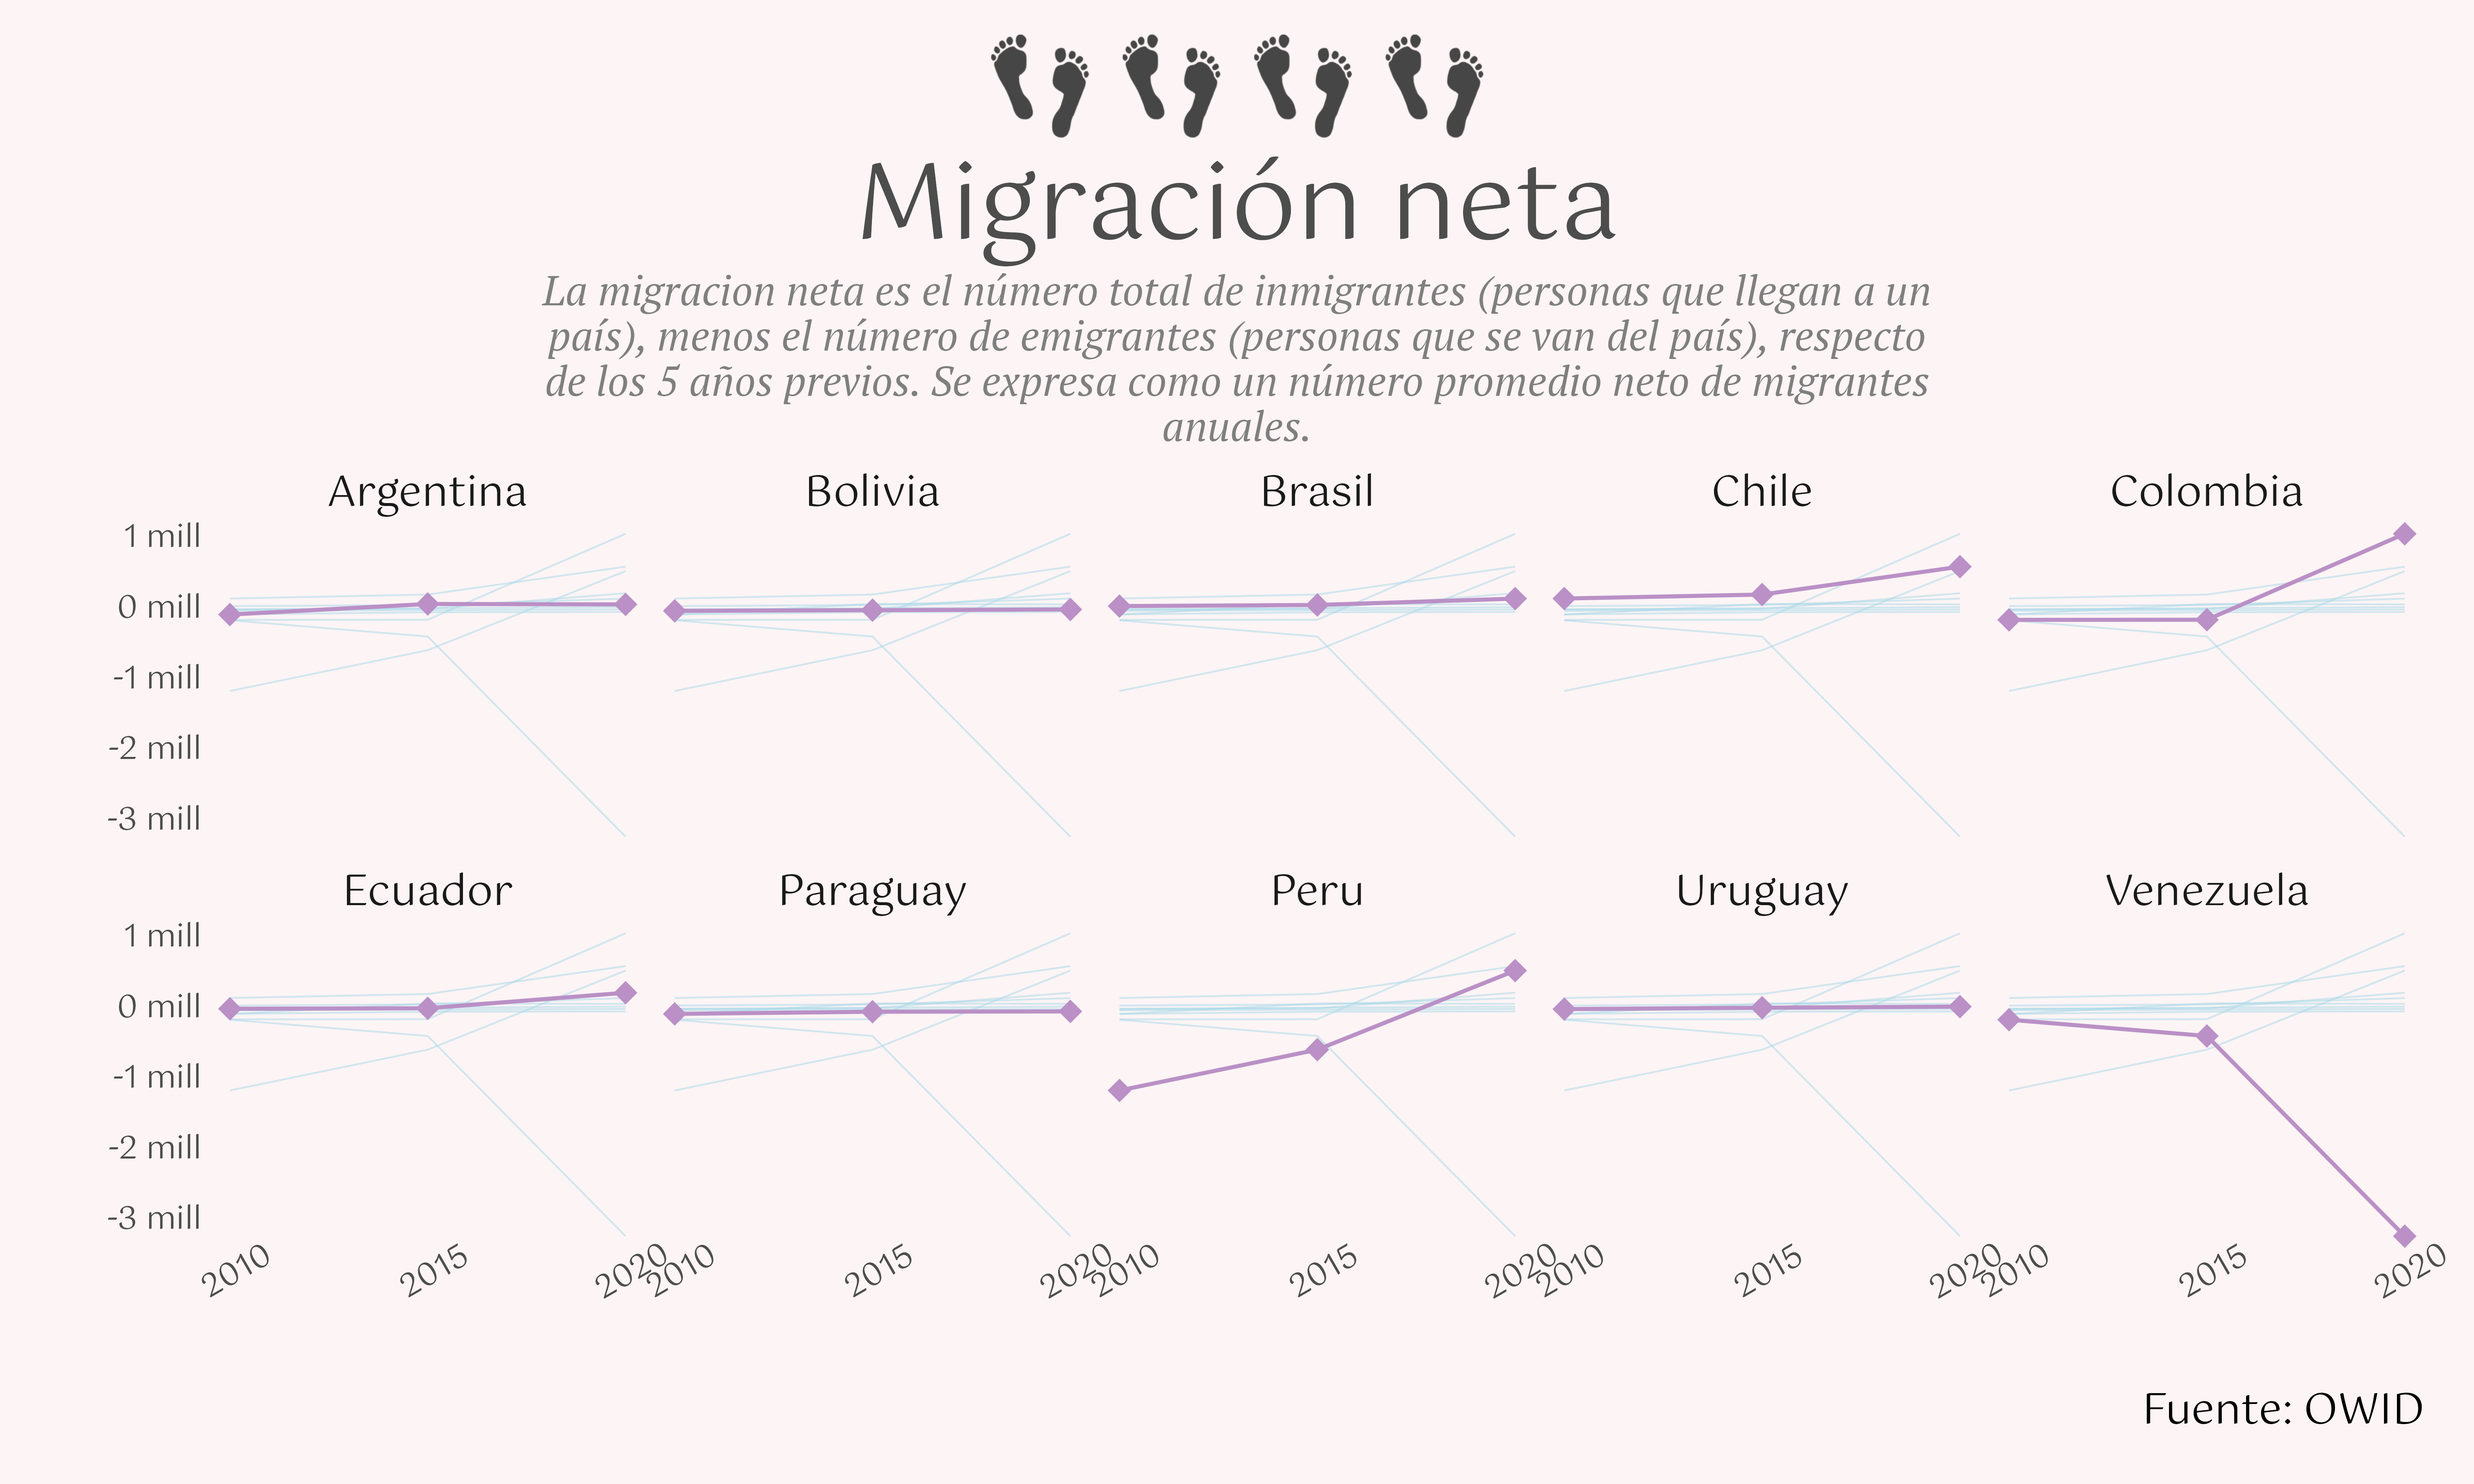 Migración neta
La migracion neta es el número total de inmigrantes (personas que llegan a un
país), menos el número de emigrantes (personas que se van del país), respecto
de los 5 años previos. Se expresa como un número promedio neto de migrantes
anuales.
Argentina
Bolivia
Brasil
Chile
Colombia
1 mill
0 mill
-1 mill
-2 mill
-3 mill
Ecuador
Paraguay
Peru
Uruguay
Venezuela
1 mill
0 mill
-1 mill
-2 mill
-3 mill
2010
2015
2020
2010
2015
2020
2010
2015
2020
2010
2015
2020
2010
2015
2020
Fuente: OWID